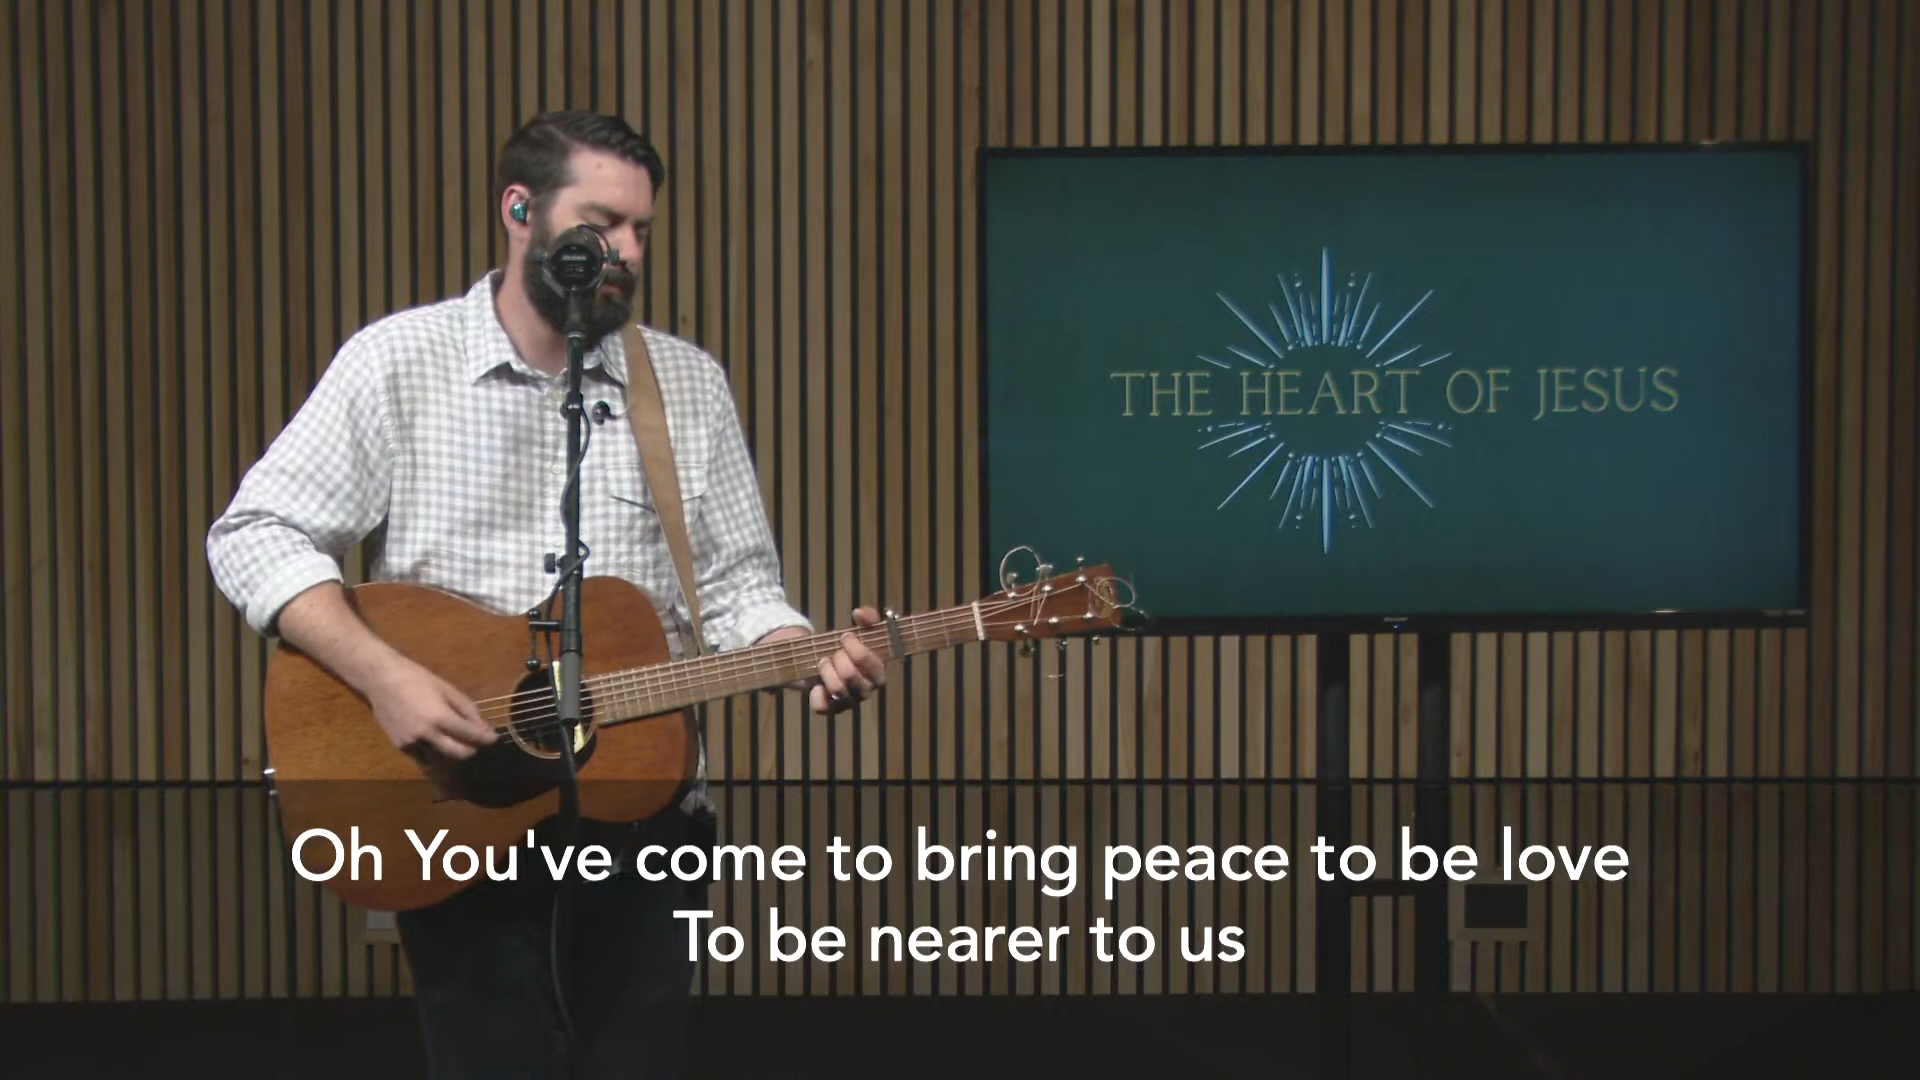 THE HEART OF JESUS
Oh You've come to bring peace to be love
To be nearer to us